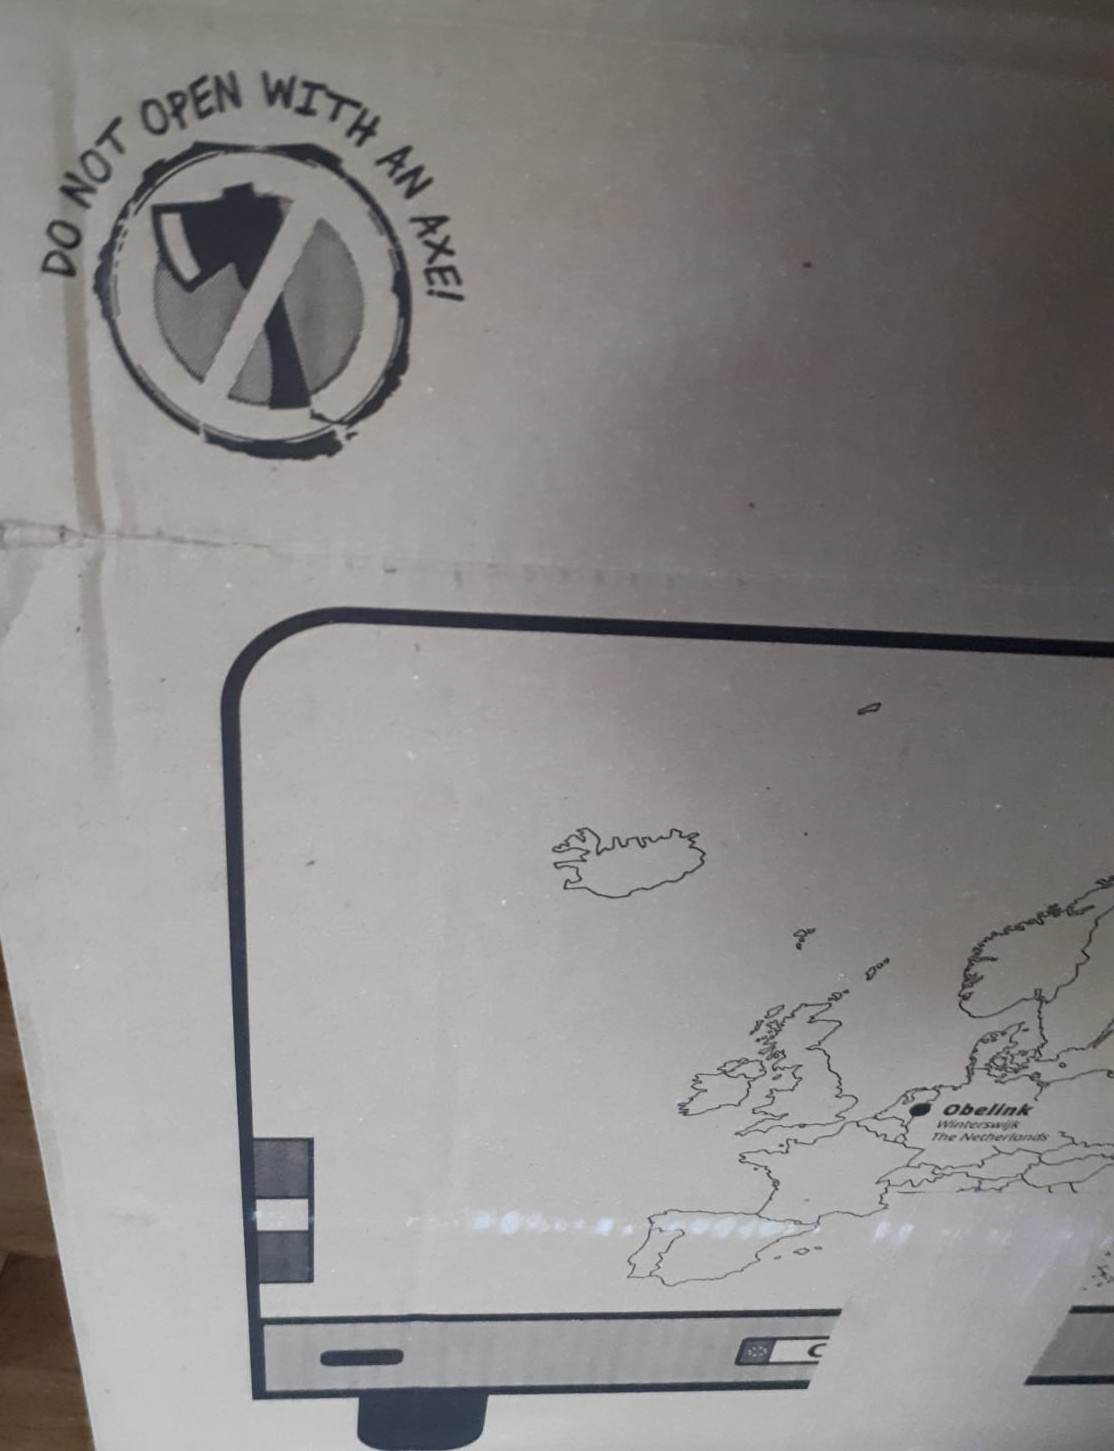 DO NOT OPEN WITH AN AXE!
Obelink
Winterswijk
The Netherlands